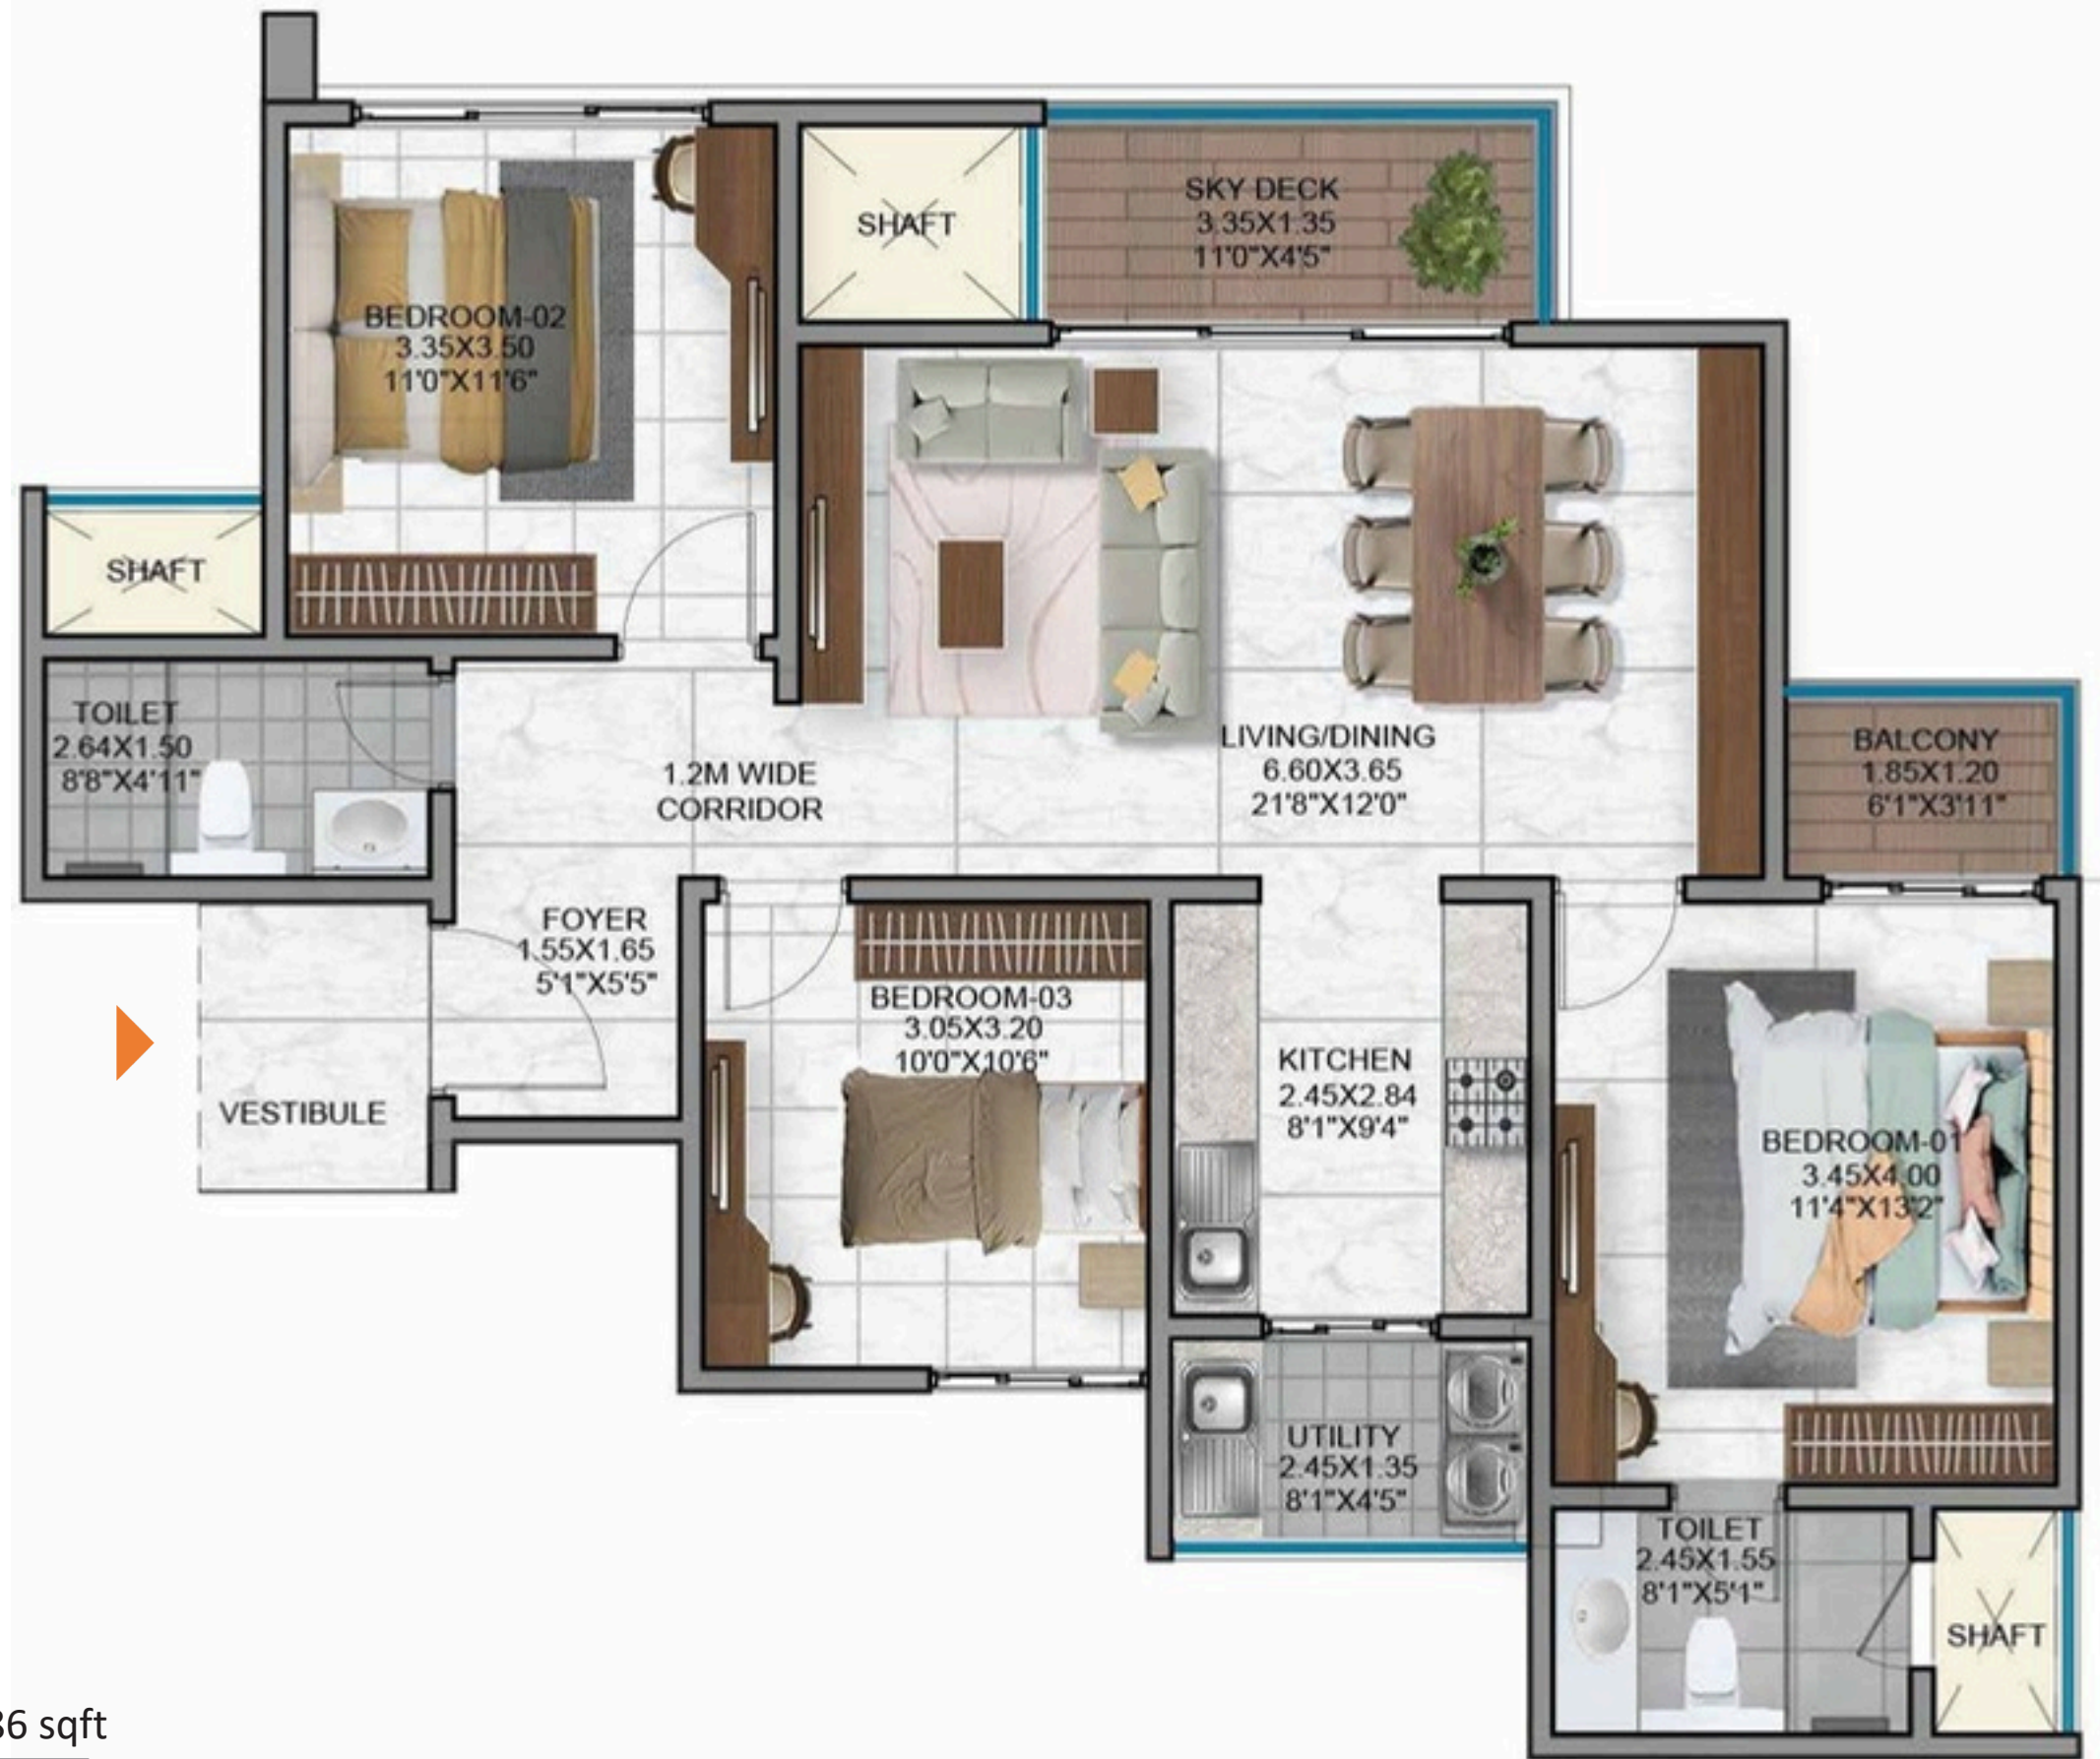 SHAFT
SKY DECK
3.35X1.35
11'0"X4'5"
BEDROOM-02
3.35X3.50
11'0"X11'6"
SHAFT
TOILET
2.64X1.50
8'8"X4'11"
1.2M WIDE
CORRIDOR
LIVING/DINING
6.60X3.65
21'8"X12'0"
BALCONY
1.85X1.20
6'1"X3'11"
FOYER
1.55X1.65
5'1"X5'5"
VESTIBULE
BEDROOM-03
3.05X3.20
10'0"X10'6"
KITCHEN
2.45X2.84
8'1"X9'4"
BEDROOM-01
3.45X4.00
11'4"X13'2"
UTILITY
2.45X1.35
8'1"X4'5"
TOILET
2.45X1.55
8'1"X5'1"
SHAFT
sqft